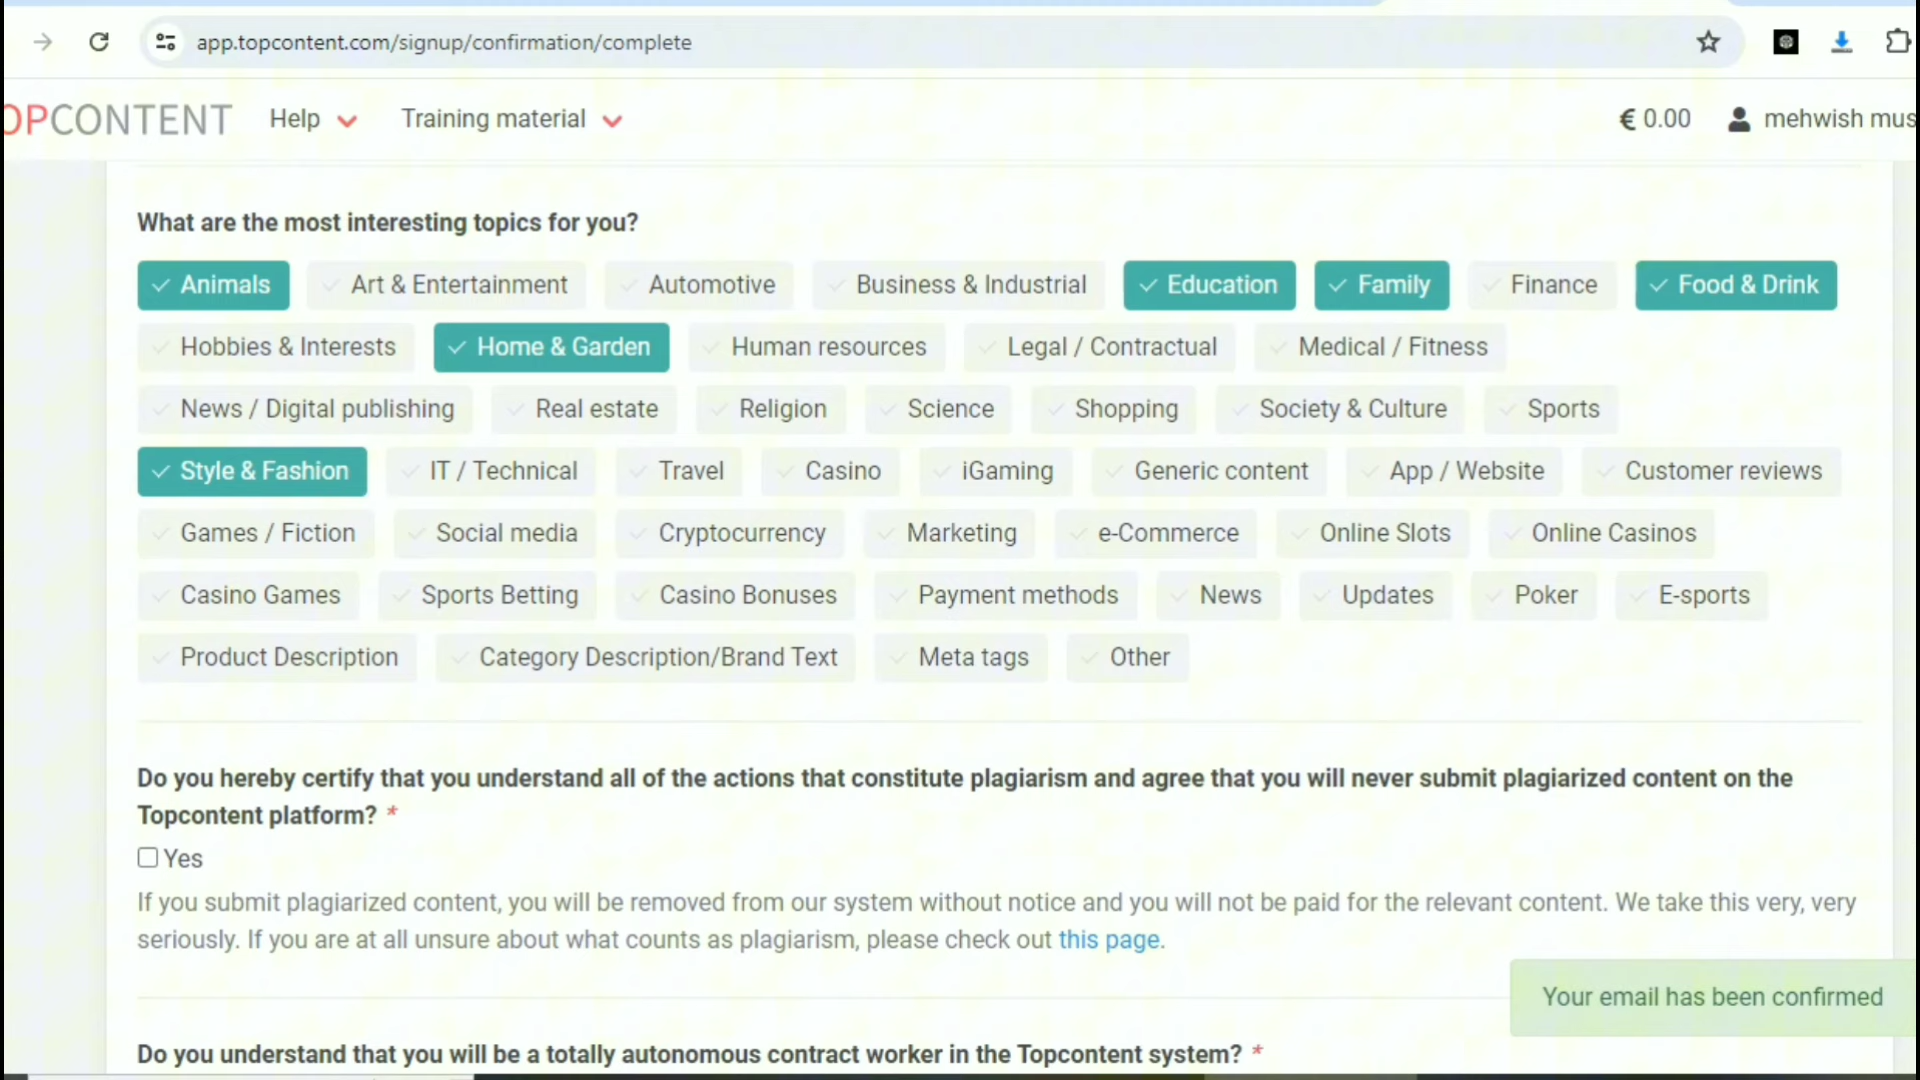 app.topcontent.com/signup/confirmation/complete
OPCONTENT Help Training material € 0.00 mehwish mus
What are the most interesting topics for you?
Animals Art & Entertainment Automotive Business & Industrial Education Family Finance Food & Drink
Hobbies & Interests Home & Garden Human resources Legal / Contractual Medical / Fitness
News / Digital publishing Real estate Religion Science Shopping Society & Culture Sports
Style & Fashion IT / Technical Travel Casino iGaming Generic content App / Website Customer reviews
Games / Fiction Social media Cryptocurrency Marketing e-Commerce Online Slots Online Casinos
Casino Games Sports Betting Casino Bonuses Payment methods News Updates Poker E-sports
Product Description Category Description/Brand Text Meta tags Other
Do you hereby certify that you understand all of the actions that constitute plagiarism and agree that you will never submit plagiarized content on the
Topcontent platform? *
Yes
If you submit plagiarized content, you will be removed from our system without notice and you will not be paid for the relevant content. We take this very, very
seriously. If you are at all unsure about what counts as plagiarism, please check out this page.
Your email has been confirmed
Do you understand that you will be a totally autonomous contract worker in the Topcontent system? *